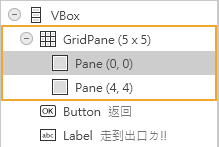 VBox
GridPane (5 x 5)
Pane (0, 0)
Pane (4, 4)
OK Button 返回
abc Label 走到出口ㄌ!!